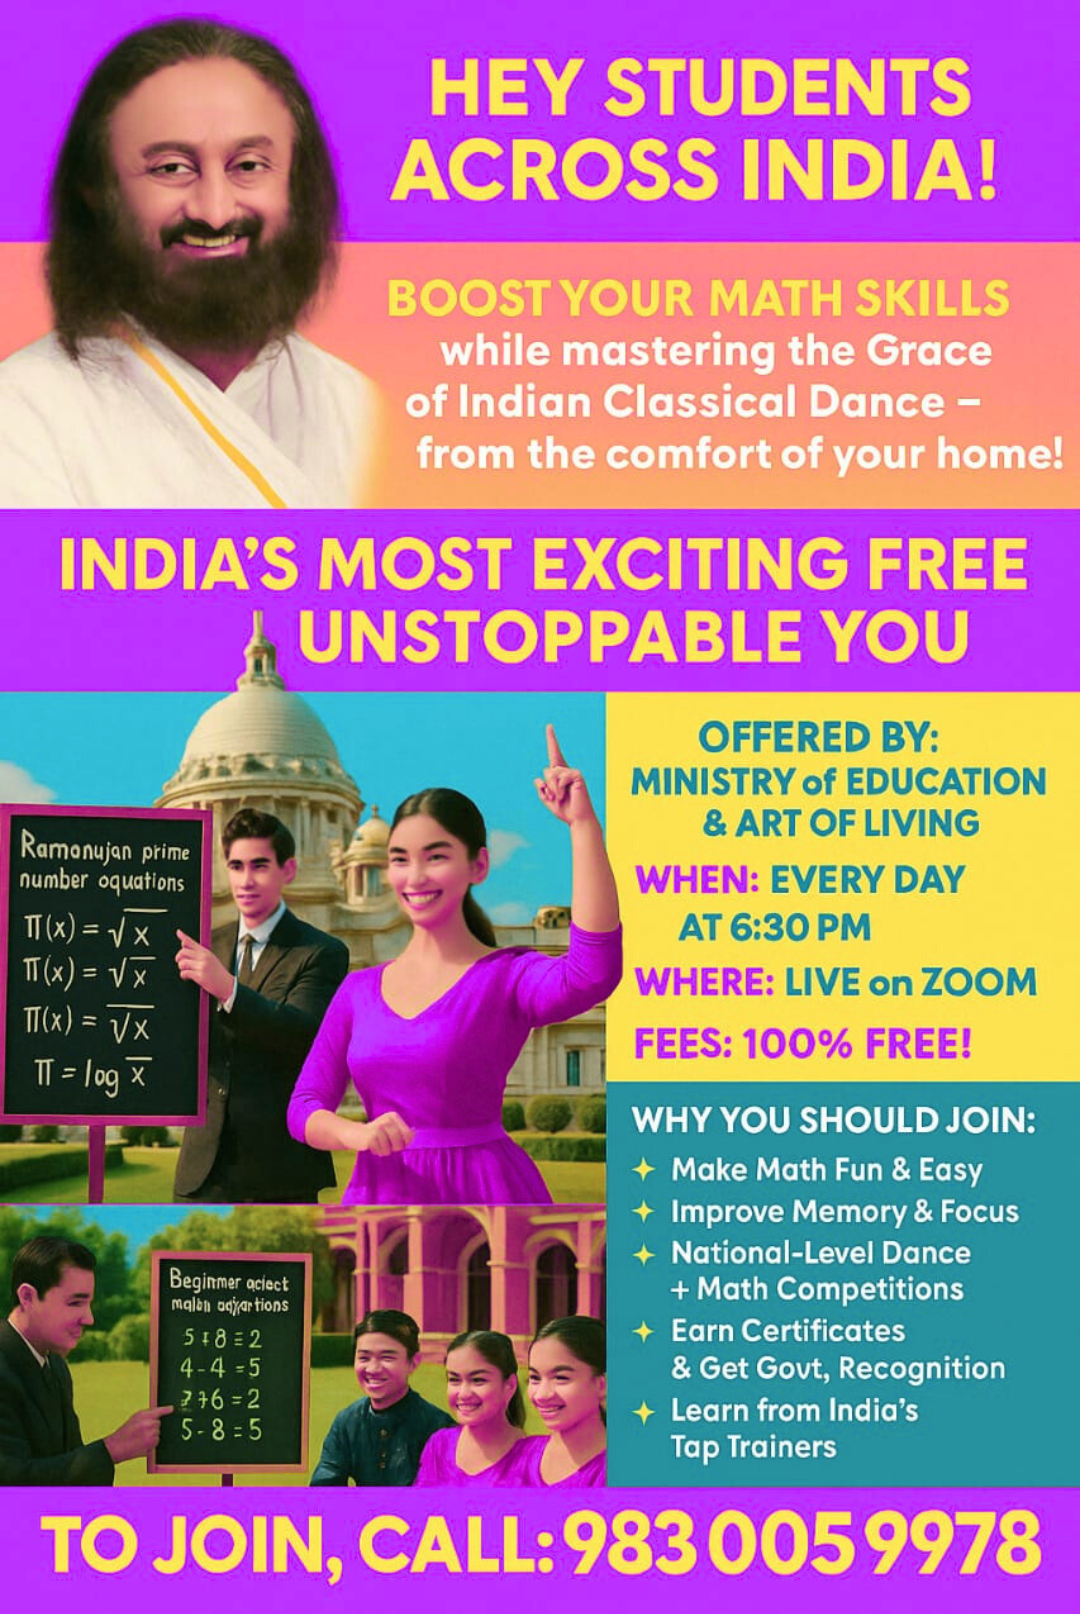 HEY STUDENTS
ACROSS INDIA!
BOOST YOUR MATH SKILLS
while mastering the Grace
of Indian Classical Dance –
from the comfort of your home!
INDIA'S MOST EXCITING FREE
UNSTOPPABLE YOU
Ramonujan prime
number oquations
π(x) = √x
π(x) = √x
π(x) = √x
π = log x̅
OFFERED BY:
MINISTRY of EDUCATION
& ART OF LIVING
WHEN: EVERY DAY
AT 6:30 PM
WHERE: LIVE on ZOOM
FEES: 100% FREE!
WHY YOU SHOULD JOIN:
✦ Make Math Fun & Easy
✦ Improve Memory & Focus
✦ National-Level Dance
+ Math Competitions
✦ Earn Certificates
& Get Govt, Recognition
✦ Learn from India's
Tap Trainers
Beginmer
4-4 =5
5-8=5
TO JOIN, CALL: 983 005 9978